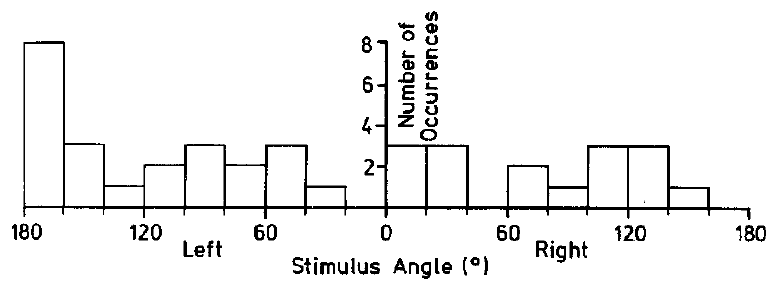 Number of
Occurrences
8
6
4
2
180 120 60 0 60 120 180
Left Right
Stimulus Angle (°)